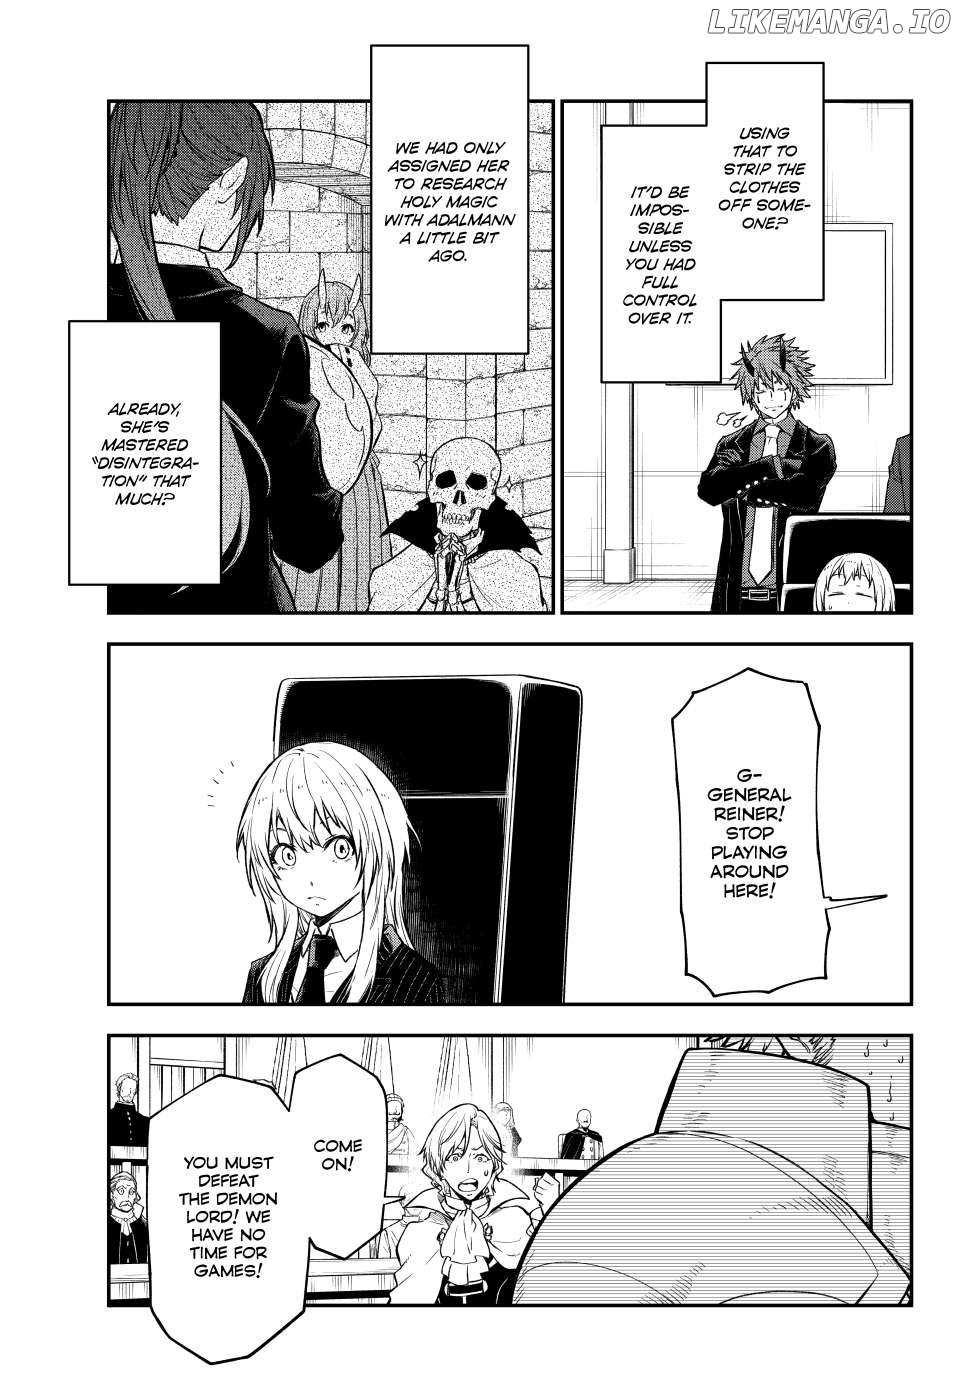 LIKEMANGA.IO
USING
THAT TO
STRIP THE
CLOTHES
OFF SOME-
ONE?
IT'D BE
IMPOS-
SIBLE
UNLESS
YOU HAD
FULL
CONTROL
OVER IT.
WE HAD ONLY
ASSIGNED HER
TO RESEARCH
HOLY MAGIC
WITH ADALMANN
A LITTLE BIT
AGO.
ALREADY,
SHE'S
MASTERED
"DISINTEGRA-
TION" THAT
MUCH?
G-
GENERAL
REINER!
STOP
PLAYING
AROUND
HERE!
COME
ON!
YOU MUST
DEFEAT
THE DEMON
LORD! WE
HAVE NO
TIME FOR
GAMES!